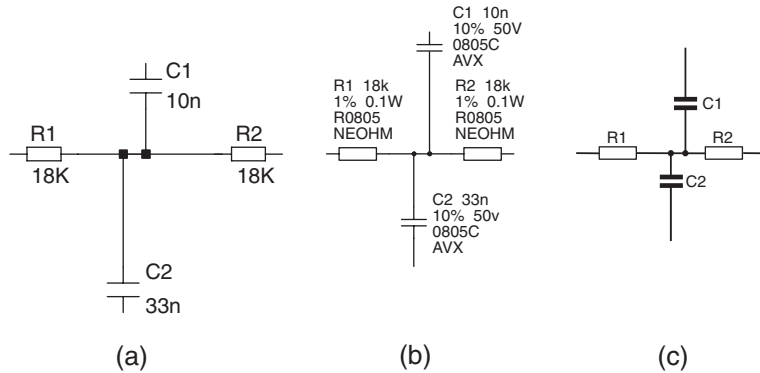 C1
10n
R1
18K
R2
18K
C2
33n
(a)
C1 10n
10% 50V
0805C
AVX
R1 18k
1% 0.1W
R0805
NEOHM
R2 18k
1% 0.1W
R0805
NEOHM
C2 33n
10% 50v
0805C
AVX
(b)
C1
R1
R2
C2
(c)